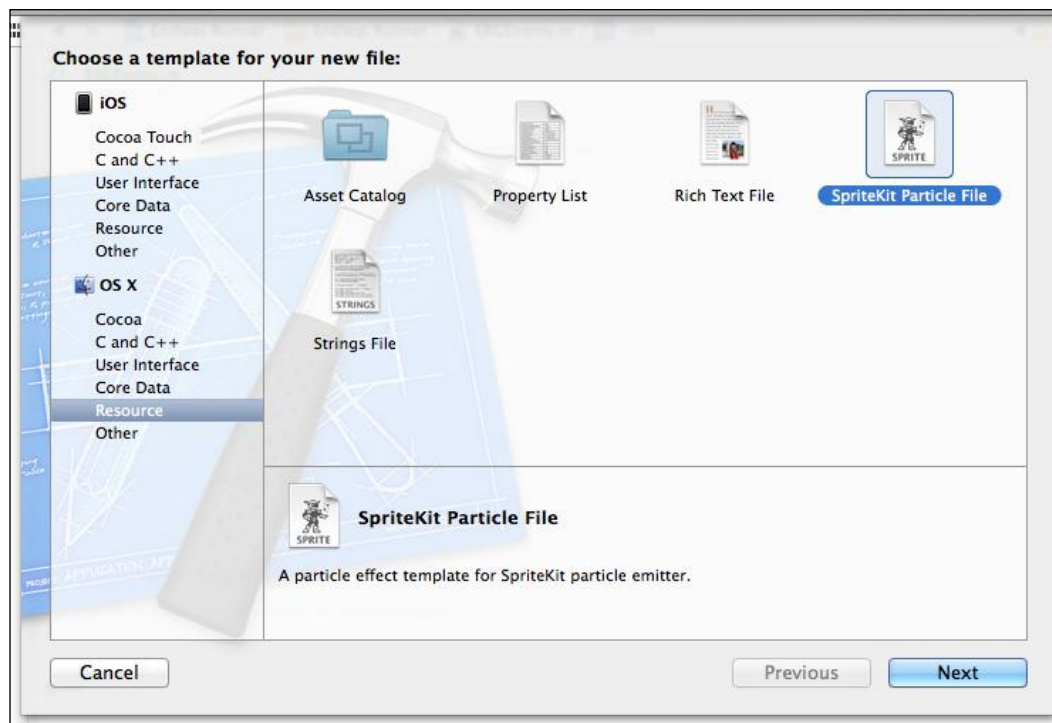 Choose a template for your new file:
iOS
Cocoa Touch
C and C++
User Interface
Core Data
Resource
Other
OS X
Cocoa
C and C++
User Interface
Core Data
Resource
Other
Asset Catalog
Property List
Rich Text File
SPRITE
SpriteKit Particle File
STRINGS
Strings File
SPRITE
SpriteKit Particle File
A particle effect template for SpriteKit particle emitter.
Cancel
Previous
Next